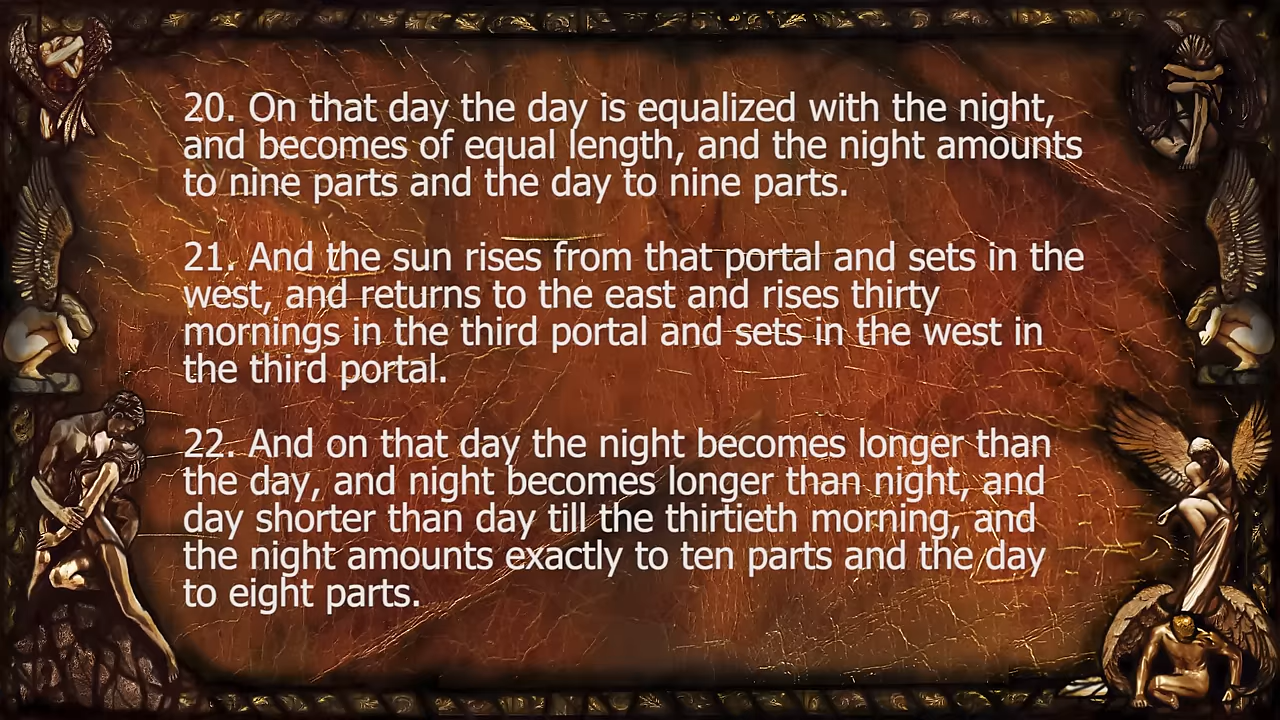 20. On that day the day is equalized with the night,
and becomes of equal length, and the night amounts
to nine parts and the day to nine parts.
21. And the sun rises from that portal and sets in the
west, and returns to the east and rises thirty
mornings in the third portal and sets in the west in
the third portal.
22. And on that day the night becomes longer than
the day, and night becomes longer than night, and
day shorter than day till the thirtieth morning, and
the night amounts exactly to ten parts and the day
to eight parts.